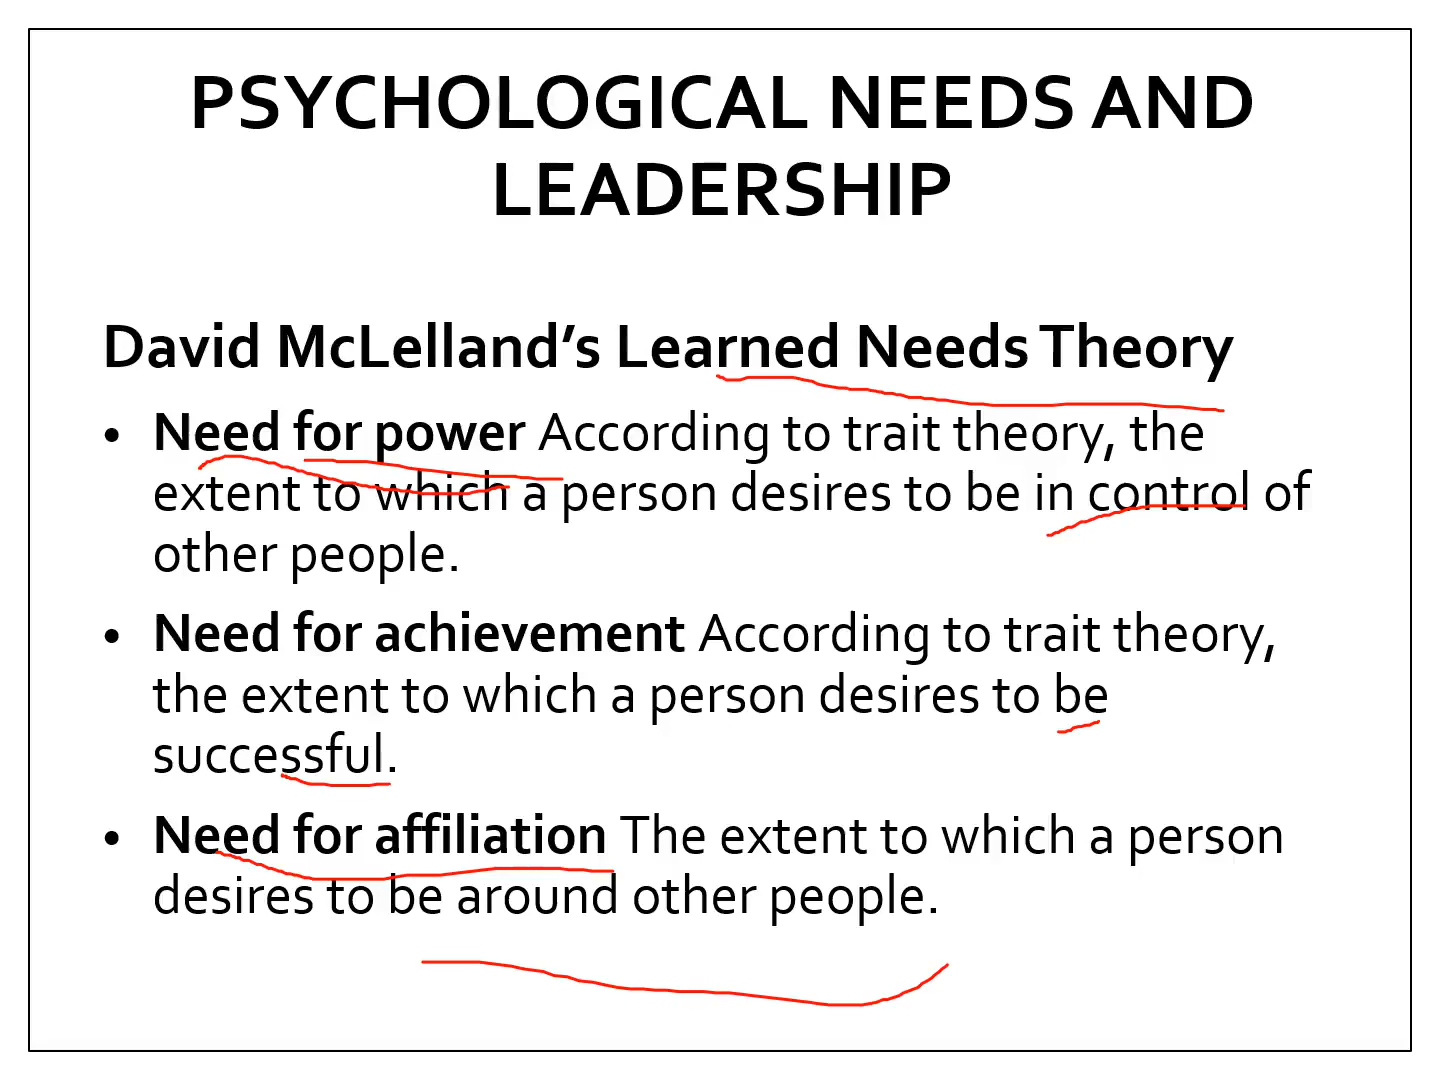 PSYCHOLOGICAL NEEDS AND
LEADERSHIP
David McLelland’s Learned Needs Theory
• Need for power According to trait theory, the
extent to which a person desires to be in control of
other people.
• Need for achievement According to trait theory,
the extent to which a person desires to be
successful.
• Need for affiliation The extent to which a person
desires to be around other people.